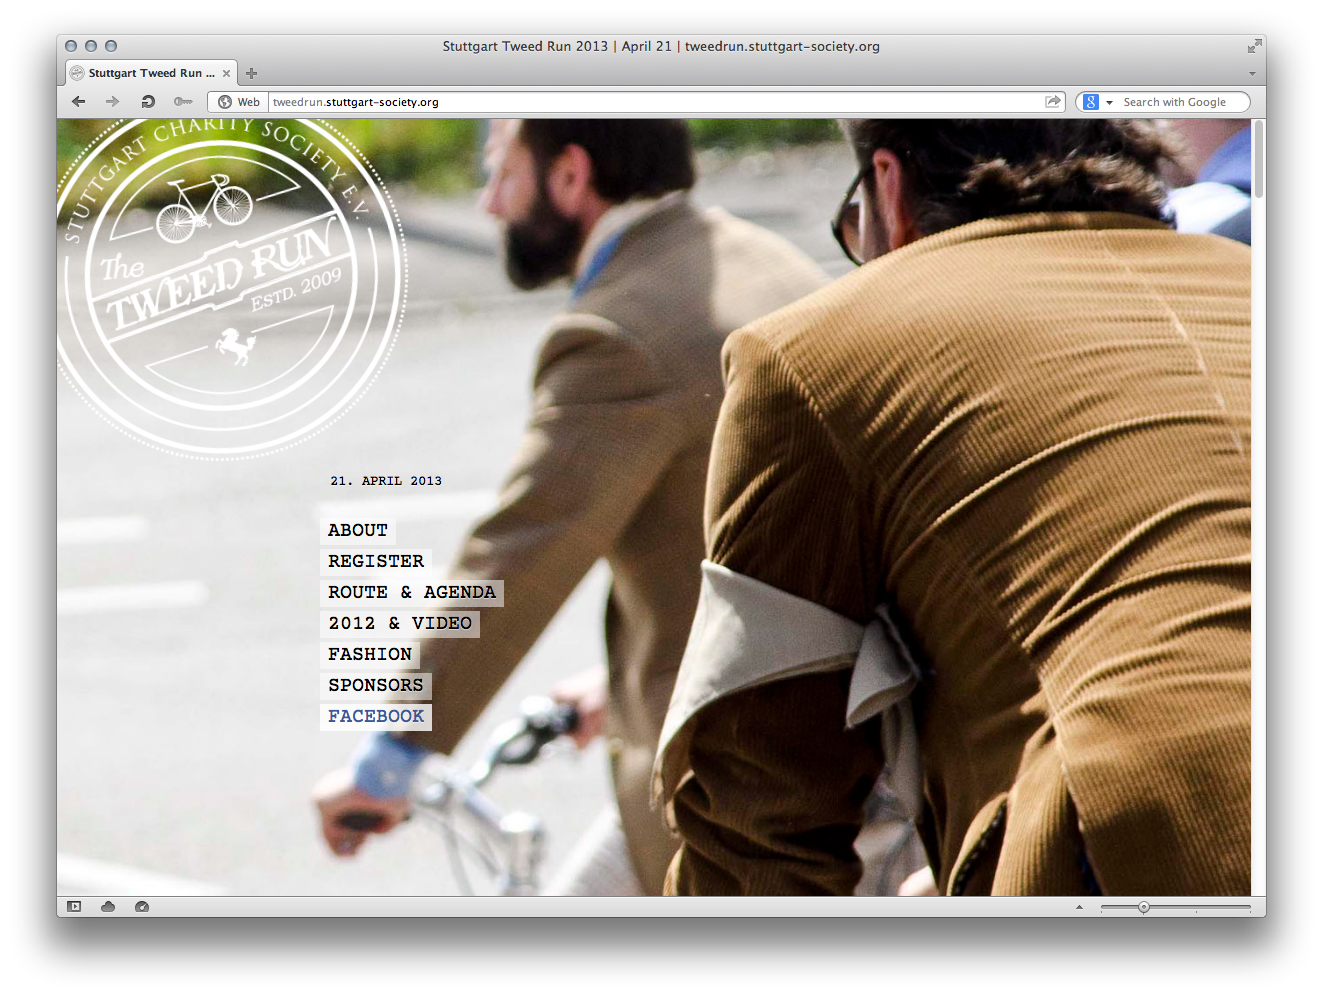 Stuttgart Tweed Run 2013 | April 21 | tweedrun.stuttgart-society.org
Stuttgart Tweed Run ...
Web
tweedrun.stuttgart-society.org
Search with Google
STUTTGART CHARITY SOCIETY E.V.
The
TWEED RUN
ESTD. 2009
21. APRIL 2013
ABOUT
REGISTER
ROUTE & AGENDA
2012 & VIDEO
FASHION
SPONSORS
FACEBOOK